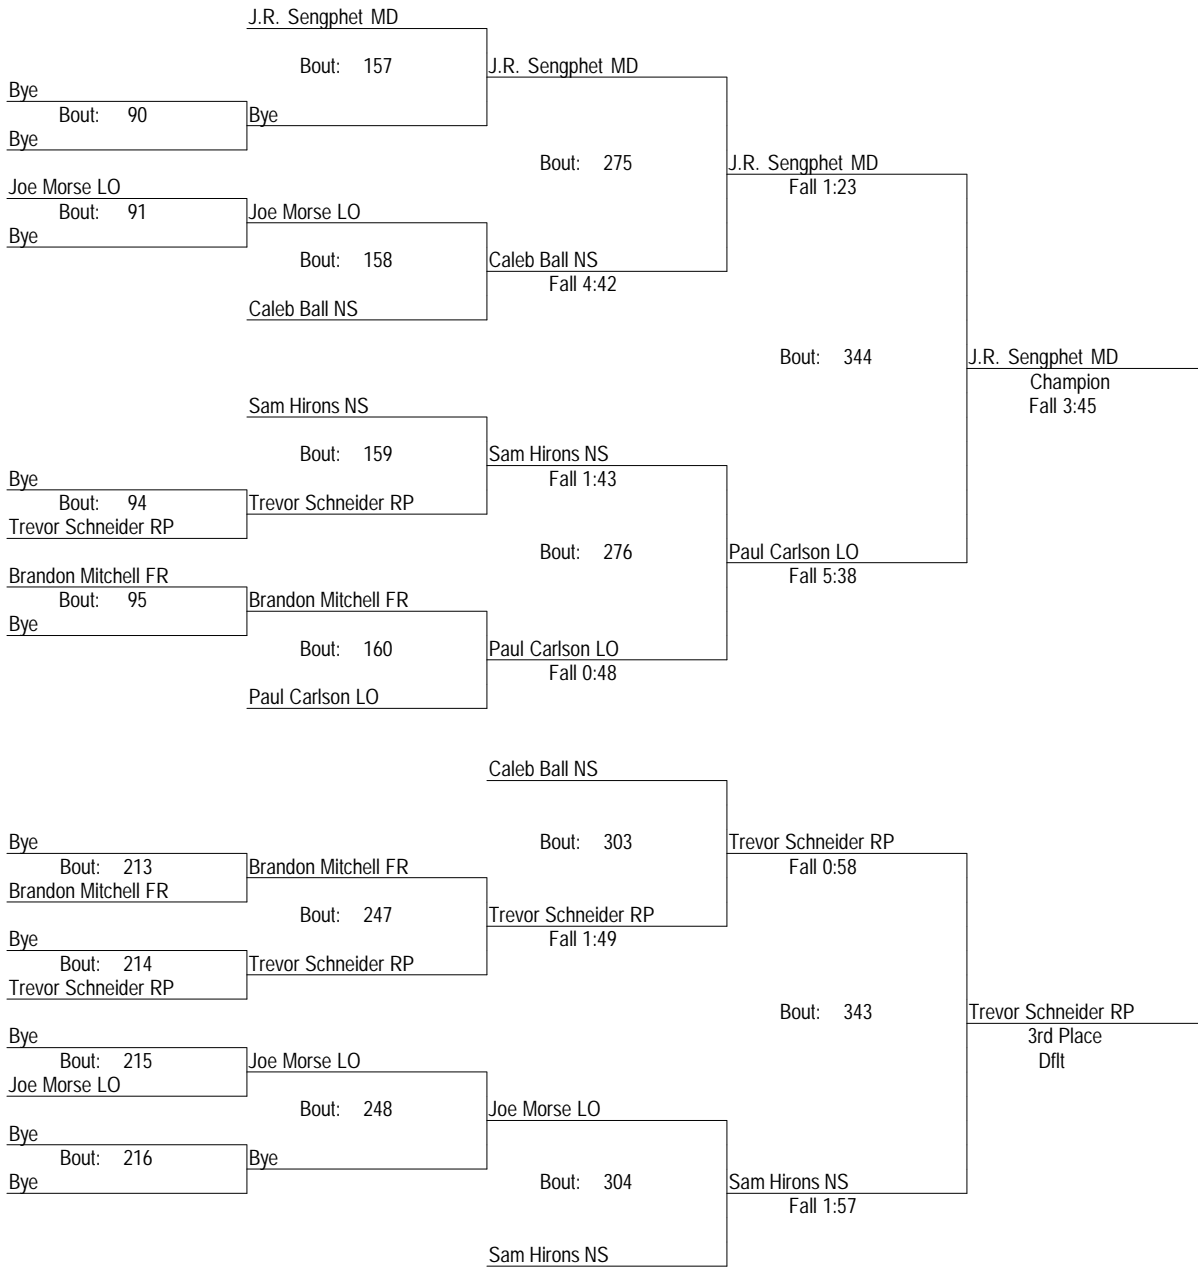 J.R. Sengphet MD
Bout: 157
J.R. Sengphet MD
Bye
Bout: 90
Bye
Bye
Bout: 275
J.R. Sengphet MD
Fall 1:23
Joe Morse LO
Bout: 91
Joe Morse LO
Bye
Bout: 158
Caleb Ball NS
Fall 4:42
Caleb Ball NS
Bout: 344
J.R. Sengphet MD
Champion
Fall 3:45
Sam Hirons NS
Bout: 159
Sam Hirons NS
Fall 1:43
Bye
Bout: 94
Trevor Schneider RP
Trevor Schneider RP
Bout: 276
Paul Carlson LO
Fall 5:38
Brandon Mitchell FR
Bout: 95
Brandon Mitchell FR
Bye
Bout: 160
Paul Carlson LO
Fall 0:48
Paul Carlson LO
Caleb Ball NS
Bout: 303
Trevor Schneider RP
Fall 0:58
Bye
Bout: 213
Brandon Mitchell FR
Brandon Mitchell FR
Bout: 247
Trevor Schneider RP
Fall 1:49
Bye
Bout: 214
Trevor Schneider RP
Trevor Schneider RP
Bout: 343
Trevor Schneider RP
3rd Place
Dflt
Bye
Bout: 215
Joe Morse LO
Joe Morse LO
Bout: 248
Joe Morse LO
Bye
Bout: 216
Bye
Bye
Bout: 304
Sam Hirons NS
Fall 1:57
Sam Hirons NS